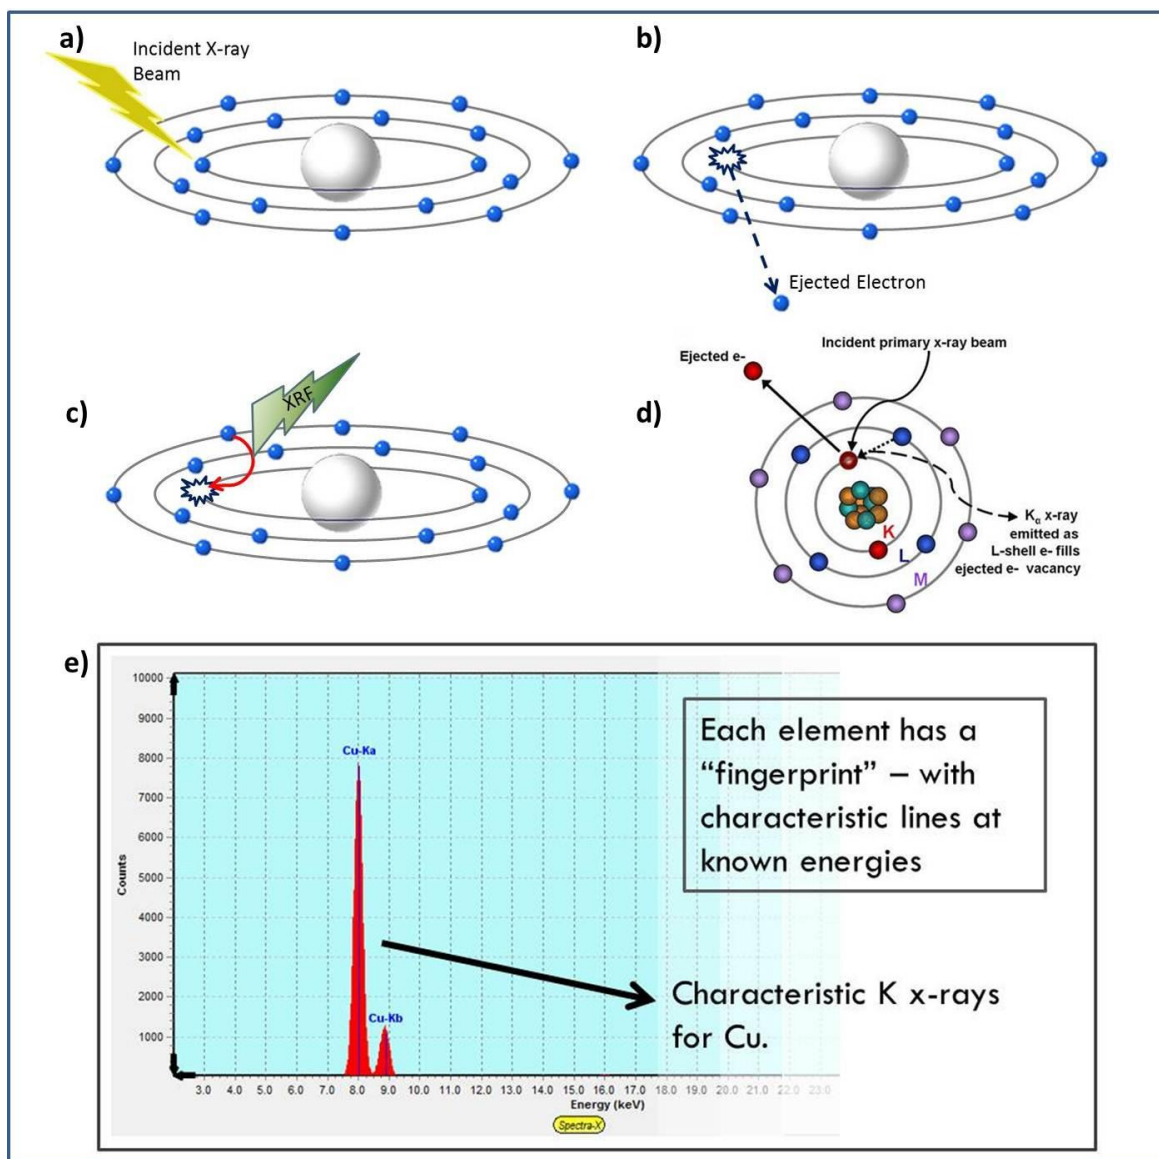 a)
Incident X-ray
Beam
b)
Ejected Electron
c)
XRF
d)
Ejected e-
Incident primary x-ray beam
K
L
M
Kα x-ray
emitted as
L-shell e- fills
ejected e- vacancy
e)
10000
9000
8000
7000
6000
5000
4000
3000
2000
1000
Counts
Cu-Ka
Cu-Kb
3.0 4.0 5.0 6.0 7.0 8.0 9.0 10.0 11.0 12.0 13.0 14.0 15.0 16.0 17.0 18.0 19.0 20.0 21.0 22.0 23.0
Energy (keV)
Spectra-X
Each element has a
“fingerprint” – with
characteristic lines at
known energies
Characteristic K x-rays
for Cu.